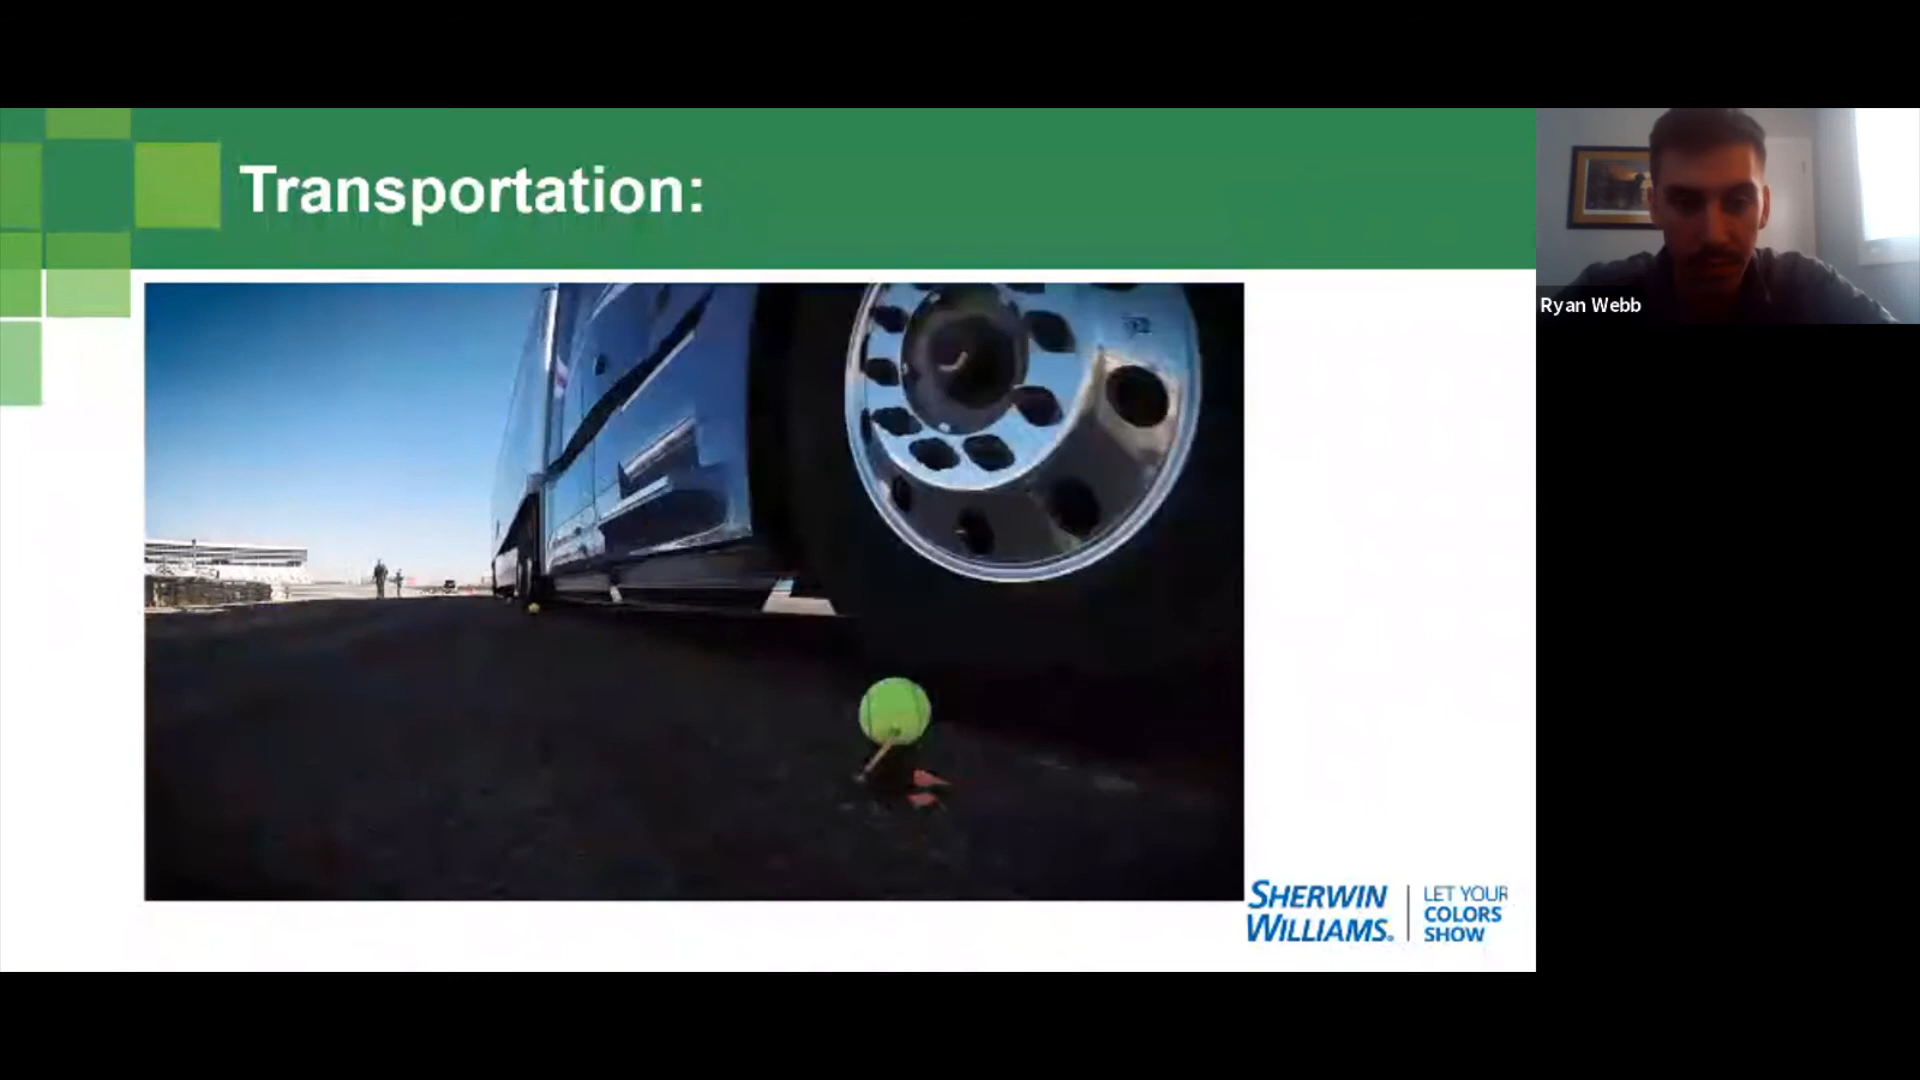 Transportation:
Ryan Webb
SHERWIN
WILLIAMS.
LET YOUR
COLORS
SHOW